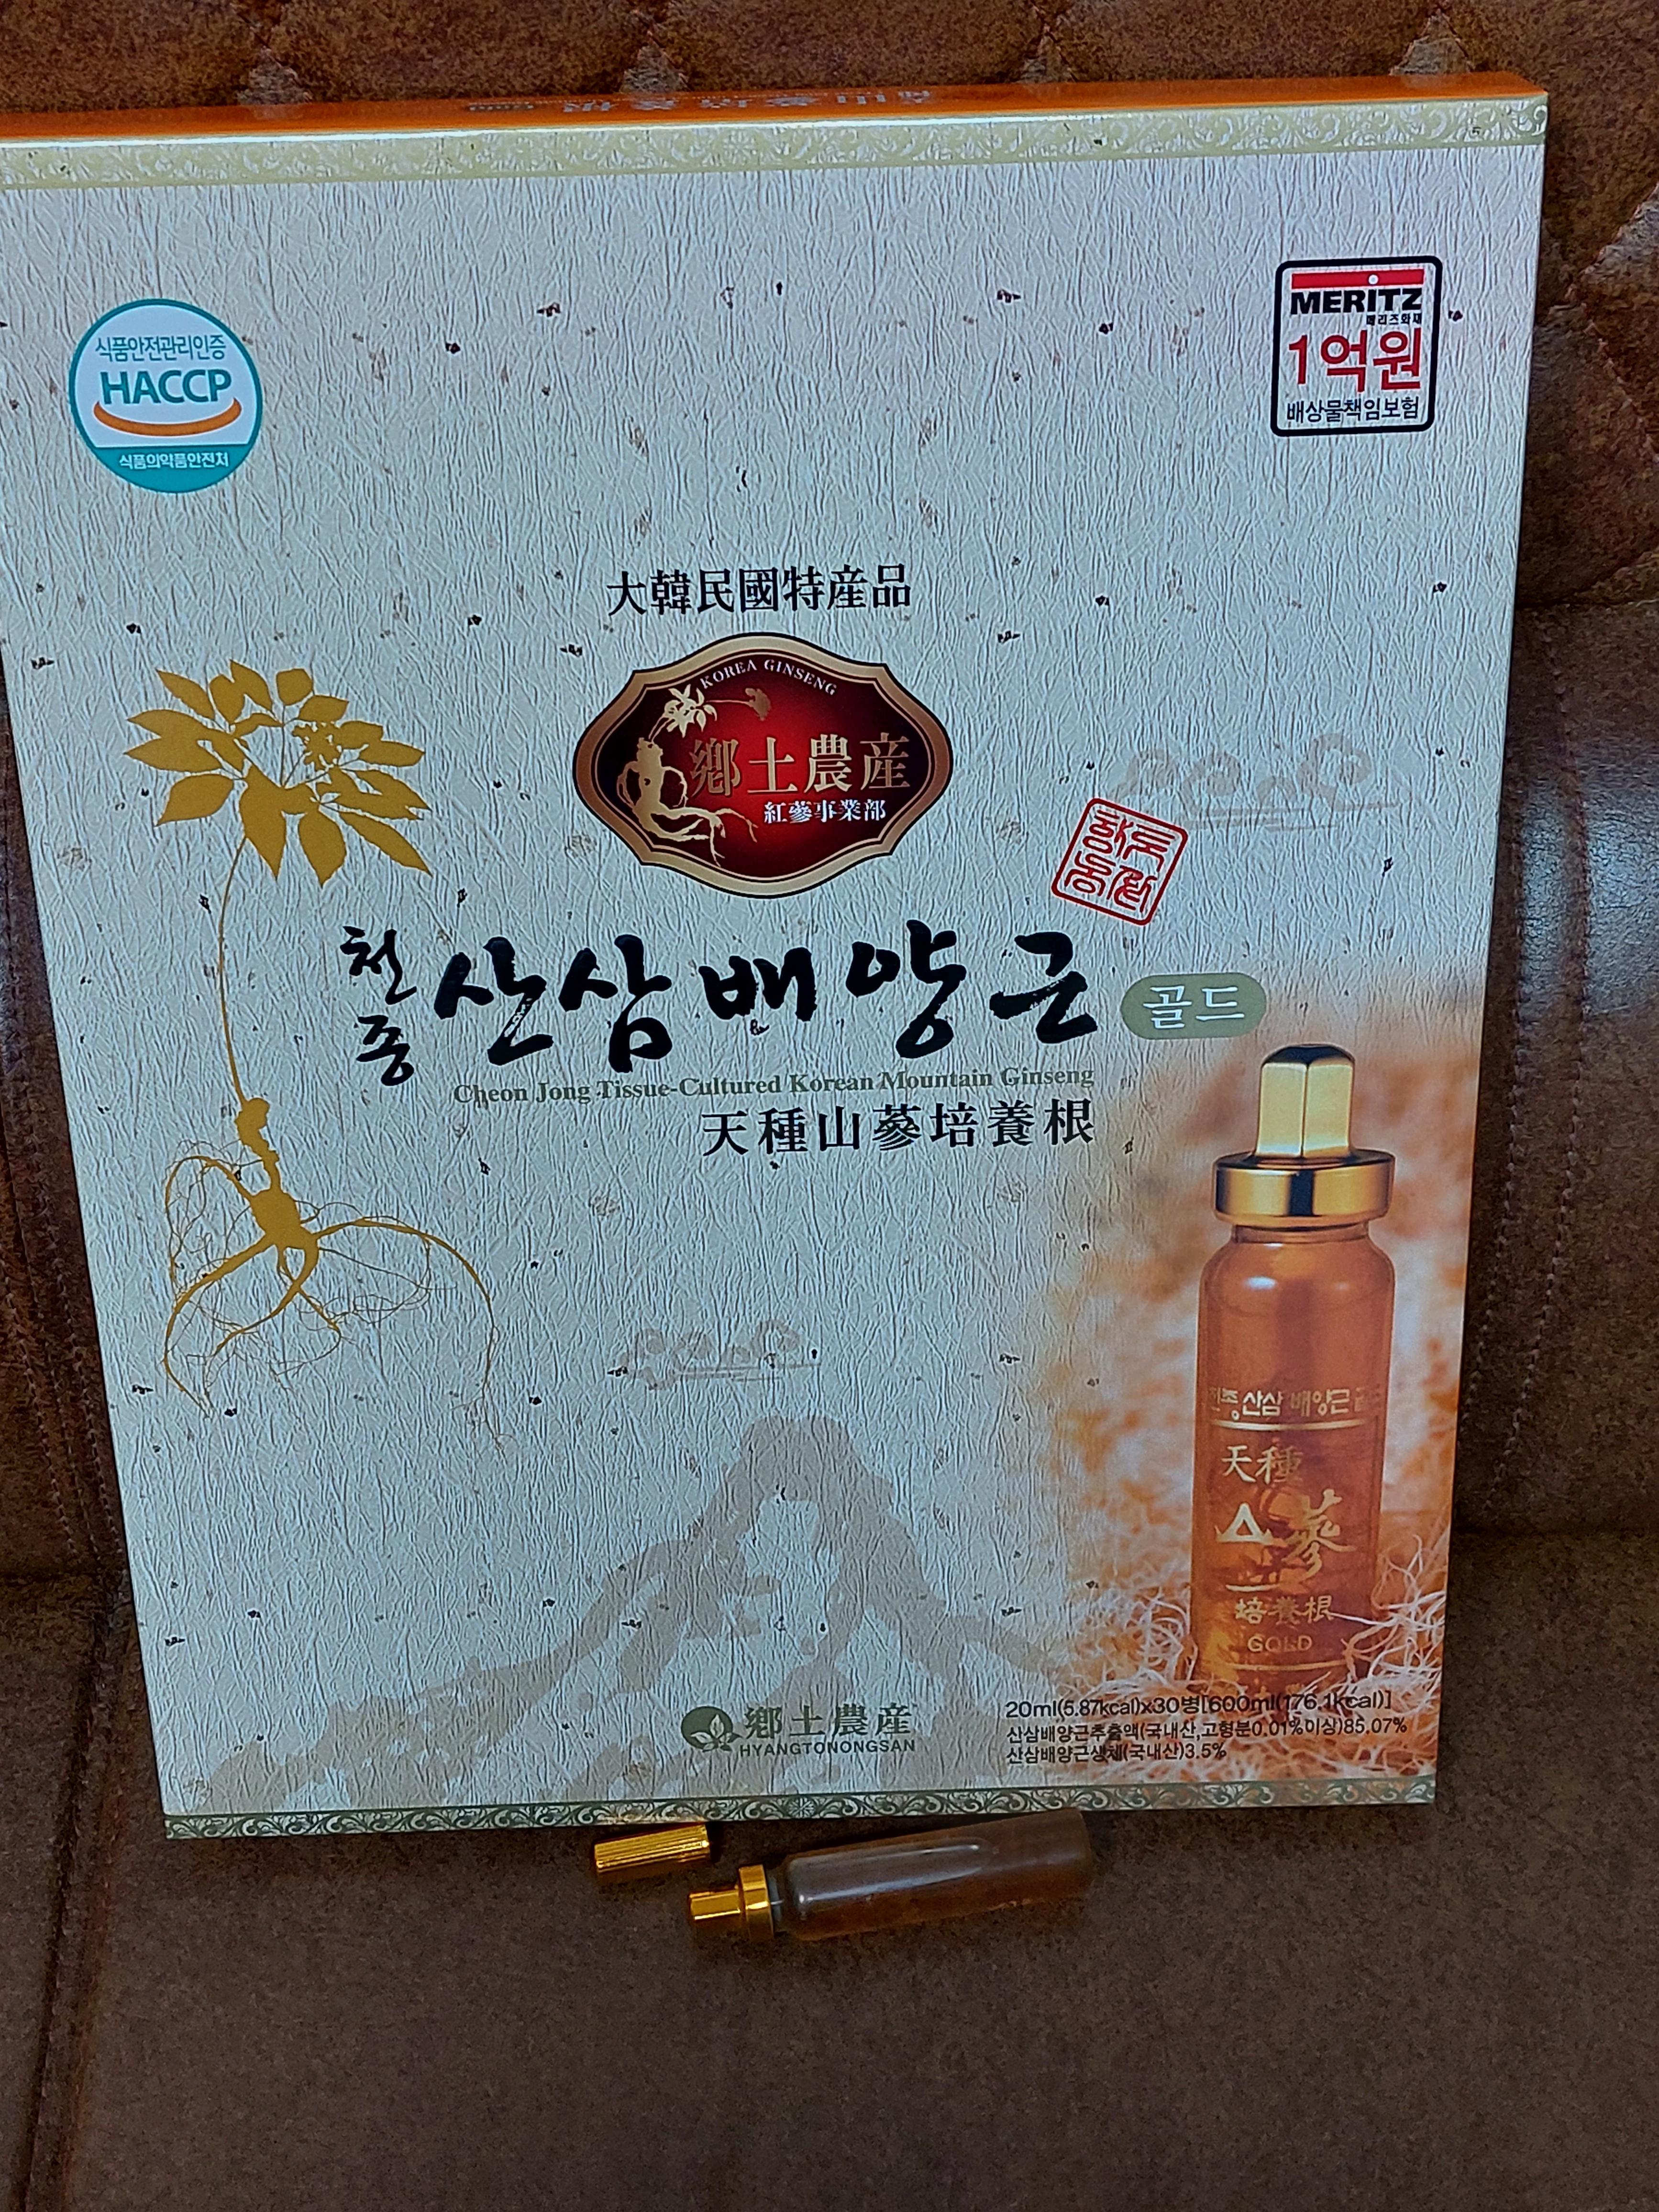 식품안전관리인증
HACCP
식품의약품안전처
MERITZ
메리츠화재
1억원
배상물책임보험
大韓民國特産品
KOREA GINSENG
鄕土農産
紅蔘事業部
향토
농산
천종 산삼배양근 골드
Cheon Jong Tissue-Cultured Korean Mountain Ginseng
天種山蔘培養根
천종산삼 배양근
天種
山蔘
培養根
GOLD
鄕土農産
HYANGTONONGSAN
20ml(5.87kcal)x30병[600ml(176.1kcal)]
산삼배양근추출액(국내산,고형분0.01%이상)85.07%
산삼배양근생체(국내산)3.5%